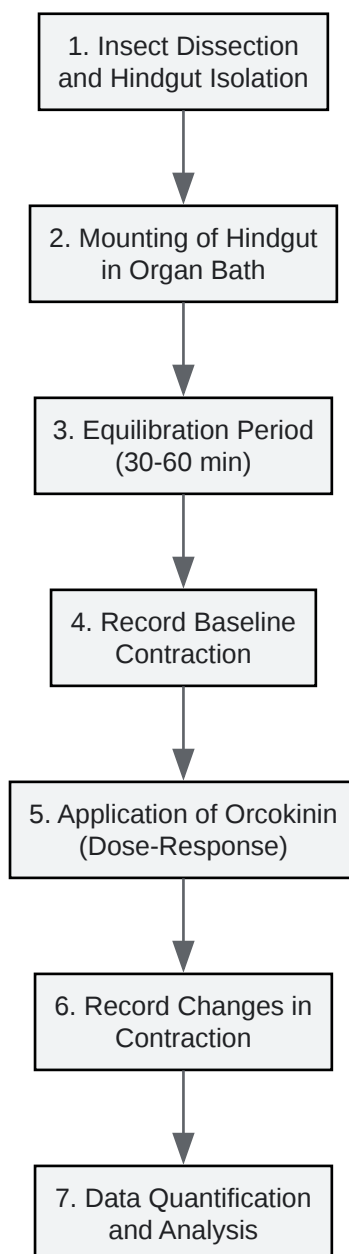 1. Insect Dissection
and Hindgut Isolation
2. Mounting of Hindgut
in Organ Bath
3. Equilibration Period
(30-60 min)
4. Record Baseline
Contraction
5. Application of Orcokinin
(Dose-Response)
6. Record Changes in
Contraction
7. Data Quantification
and Analysis